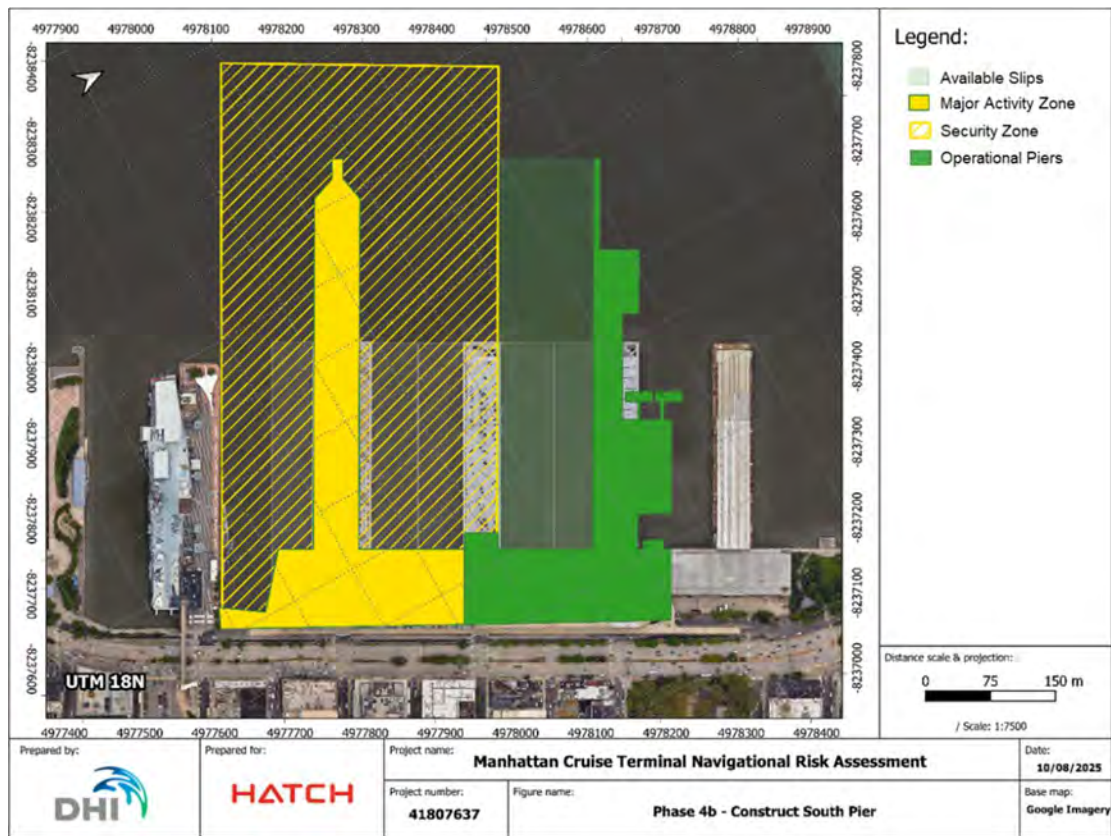 4977900 4978000 4978100 4978200 4978300 4978400 4978500 4978600 4978700 4978800 4978900
-8238400
-8238300
-8238200
-8238100
-8238000
-8237900
-8237800
-8237700
-8237600
-8237800
-8237700
-8237600
-8237500
-8237400
-8237300
-8237200
-8237100
-8237000
UTM 18N
4977400 4977500 4977600 4977700 4977800 4977900 4978000 4978100 4978200 4978300 4978400
Legend:
Available Slips
Major Activity Zone
Security Zone
Operational Piers
Distance scale & projection:
0 75 150 m
/ Scale: 1:7500
Prepared by:
DHI
Prepared for:
HATCH
Project name:
Manhattan Cruise Terminal Navigational Risk Assessment
Date:
10/08/2025
Project number:
41807637
Figure name:
Phase 4b - Construct South Pier
Base map:
Google Imagery